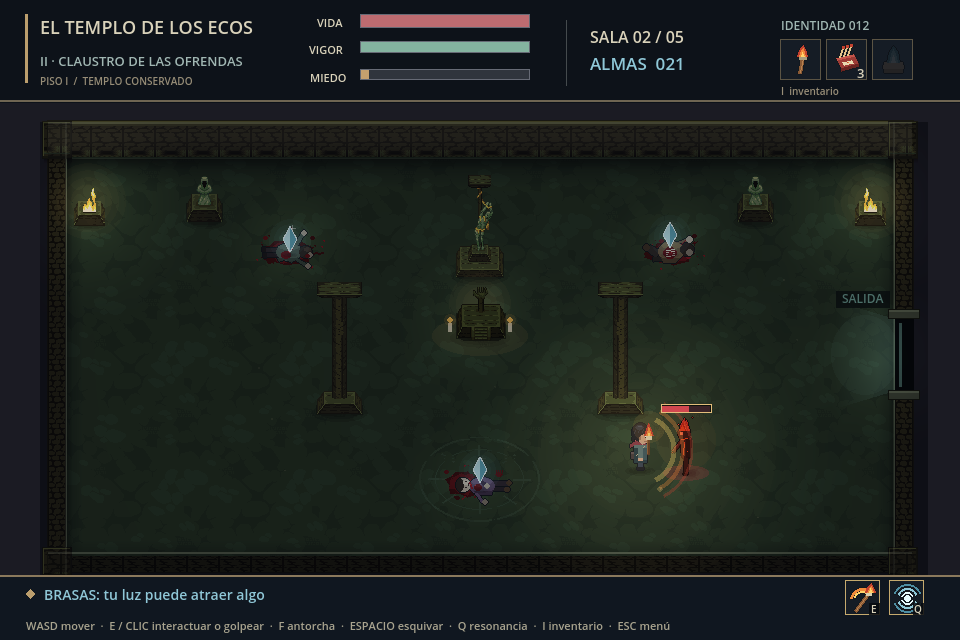 EL TEMPLO DE LOS ECOS
II · CLAUSTRO DE LAS OFRENDAS
PISO I / TEMPLO CONSERVADO
VIDA
VIGOR
MIEDO
SALA 02 / 05
ALMAS 021
IDENTIDAD 012
3
I inventario
SALIDA
BRASAS: tu luz puede atraer algo
E
Q
WASD mover · E / CLIC interactuar o golpear · F antorcha · ESPACIO esquivar · Q resonancia · I inventario · ESC menú